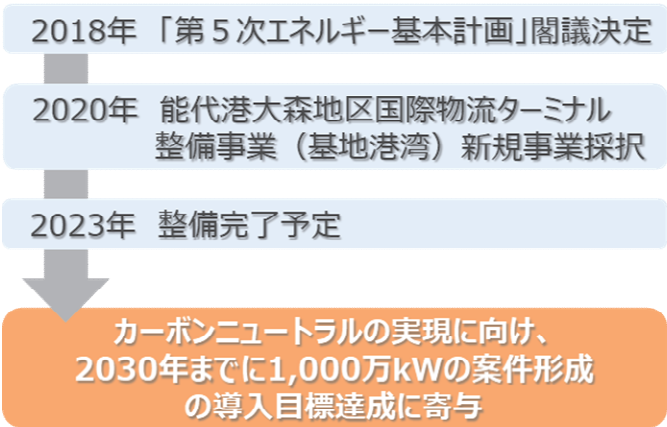 2018年 「第５次エネルギー基本計画」閣議決定
2020年 能代港大森地区国際物流ターミナル
整備事業（基地港湾）新規事業採択
2023年 整備完了予定
カーボンニュートラルの実現に向け、
2030年までに1,000万kWの案件形成
の導入目標達成に寄与